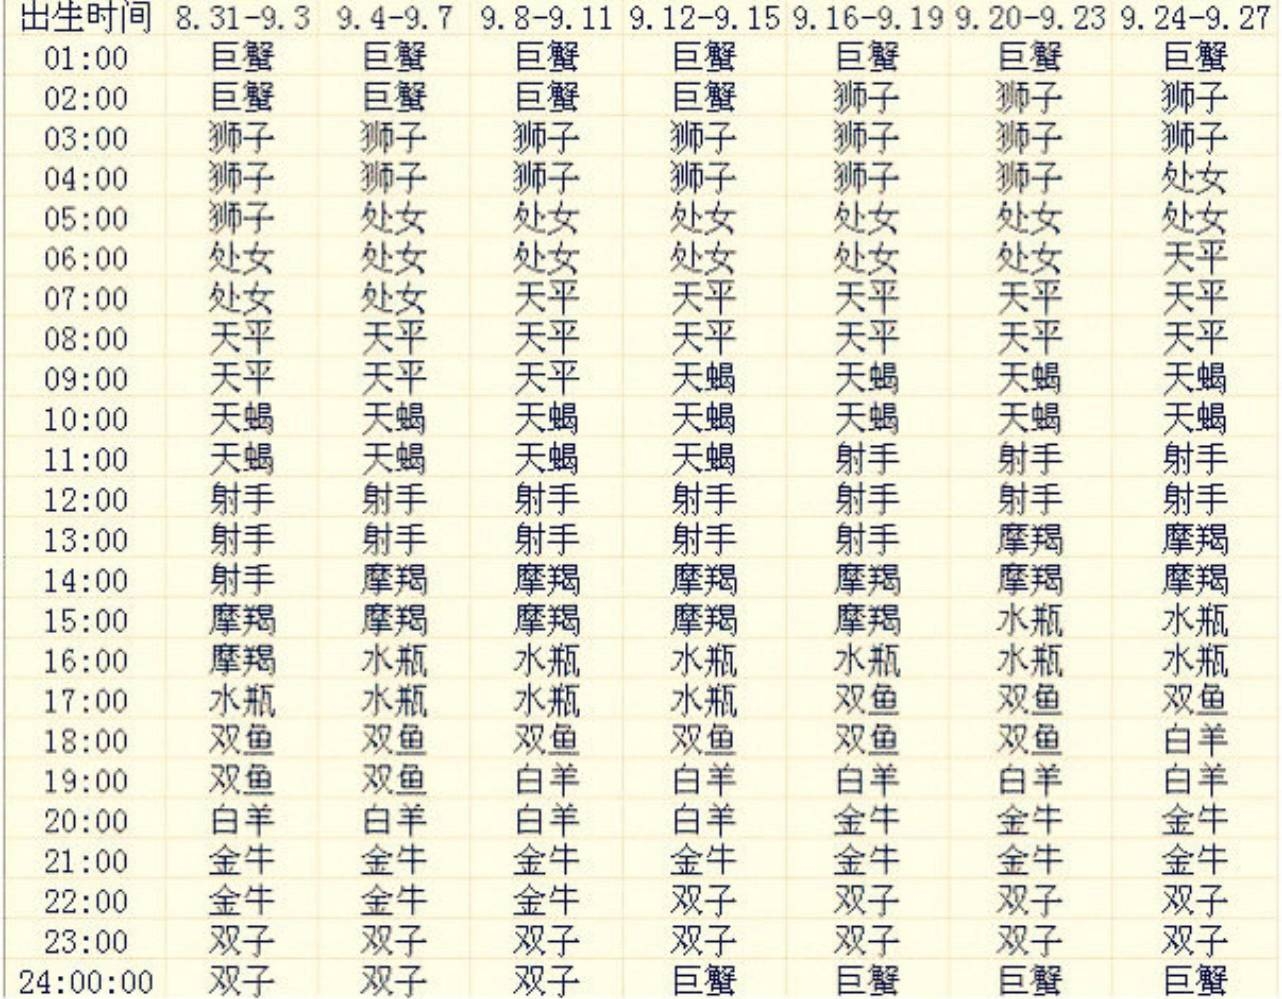 出生时间 8.31-9.3 9.4-9.7 9.8-9.11 9.12-9.15 9.16-9.19 9.20-9.23 9.24-9.27
01:00 巨蟹 巨蟹 巨蟹 巨蟹 巨蟹 巨蟹 巨蟹
02:00 巨蟹 巨蟹 巨蟹 巨蟹 狮子 狮子 狮子
03:00 狮子 狮子 狮子 狮子 狮子 狮子 狮子
04:00 狮子 狮子 狮子 狮子 狮子 狮子 处女
05:00 狮子 处女 处女 处女 处女 处女 处女
06:00 处女 处女 处女 处女 处女 处女 天平
07:00 处女 处女 天平 天平 天平 天平 天平
08:00 天平 天平 天平 天平 天平 天平 天平
09:00 天平 天平 天平 天蝎 天蝎 天蝎 天蝎
10:00 天蝎 天蝎 天蝎 天蝎 天蝎 天蝎 天蝎
11:00 天蝎 天蝎 天蝎 天蝎 射手 射手 射手
12:00 射手 射手 射手 射手 射手 射手 射手
13:00 射手 射手 射手 射手 射手 摩羯 摩羯
14:00 射手 摩羯 摩羯 摩羯 摩羯 摩羯 摩羯
15:00 摩羯 摩羯 摩羯 摩羯 摩羯 水瓶 水瓶
16:00 摩羯 水瓶 水瓶 水瓶 水瓶 水瓶 水瓶
17:00 水瓶 水瓶 水瓶 水瓶 双鱼 双鱼 双鱼
18:00 双鱼 双鱼 双鱼 双鱼 双鱼 双鱼 白羊
19:00 双鱼 双鱼 白羊 白羊 白羊 白羊 白羊
20:00 白羊 白羊 白羊 白羊 金牛 金牛 金牛
21:00 金牛 金牛 金牛 金牛 金牛 金牛 金牛
22:00 金牛 金牛 金牛 双子 双子 双子 双子
23:00 双子 双子 双子 双子 双子 双子 双子
24:00:00 双子 双子 双子 巨蟹 巨蟹 巨蟹 巨蟹